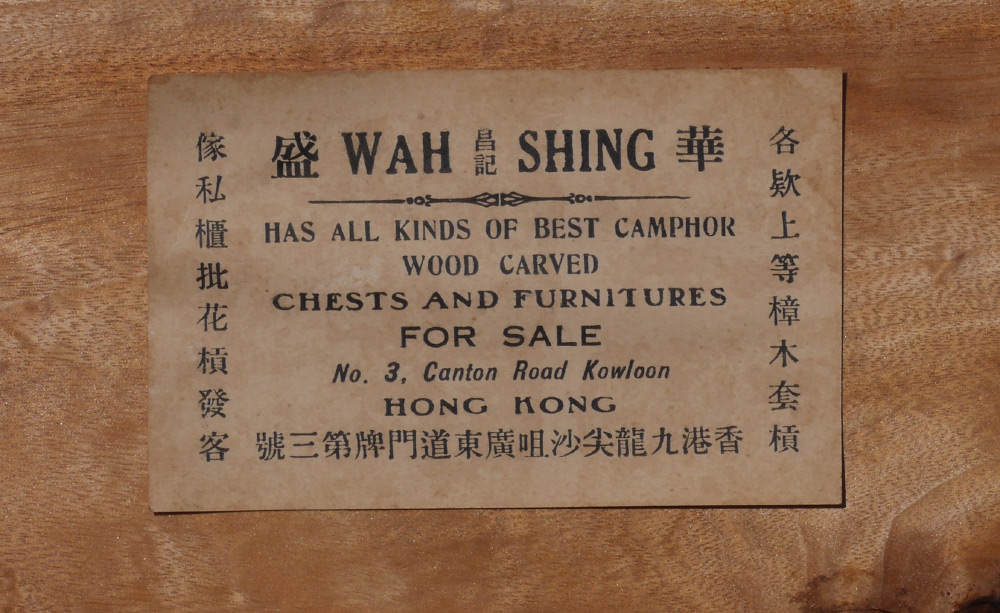 盛 WAH 昌記 SHING 華
HAS ALL KINDS OF BEST CAMPHOR
WOOD CARVED
CHESTS AND FURNITURES
FOR SALE
No. 3, Canton Road Kowloon
HONG KONG
香港九龍尖沙咀廣東道門牌第三號
各欵上等樟木套槓
傢私櫃批花槓發客